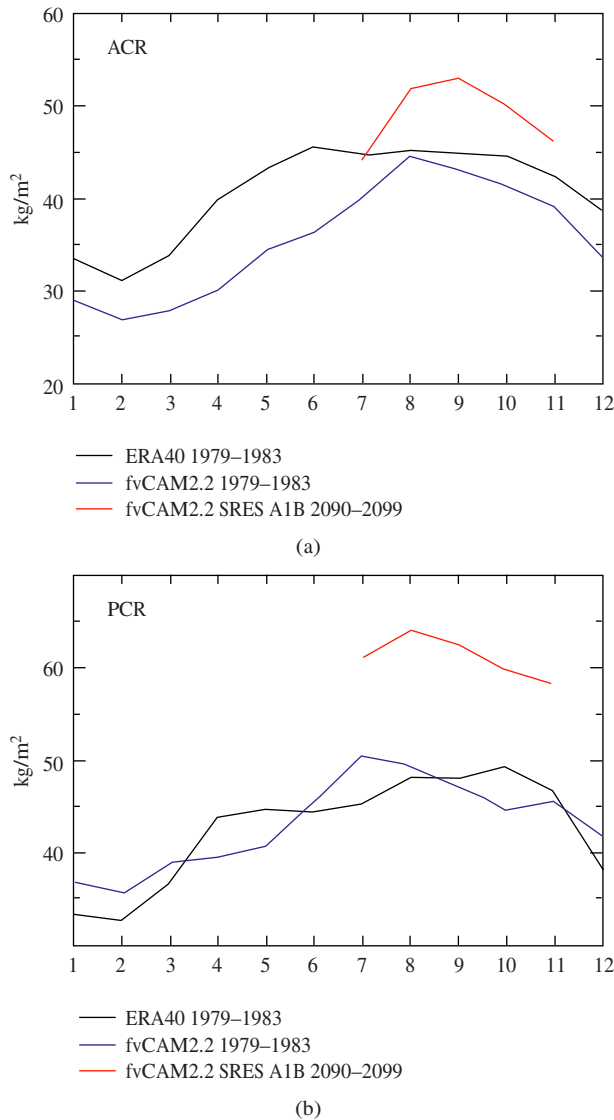 60
ACR
50
kg/m²
40
30
20
1 2 3 4 5 6 7 8 9 10 11 12
ERA40 1979–1983
fvCAM2.2 1979–1983
fvCAM2.2 SRES A1B 2090–2099
(a)
PCR
60
kg/m²
50
40
1 2 3 4 5 6 7 8 9 10 11 12
ERA40 1979–1983
fvCAM2.2 1979–1983
fvCAM2.2 SRES A1B 2090–2099
(b)